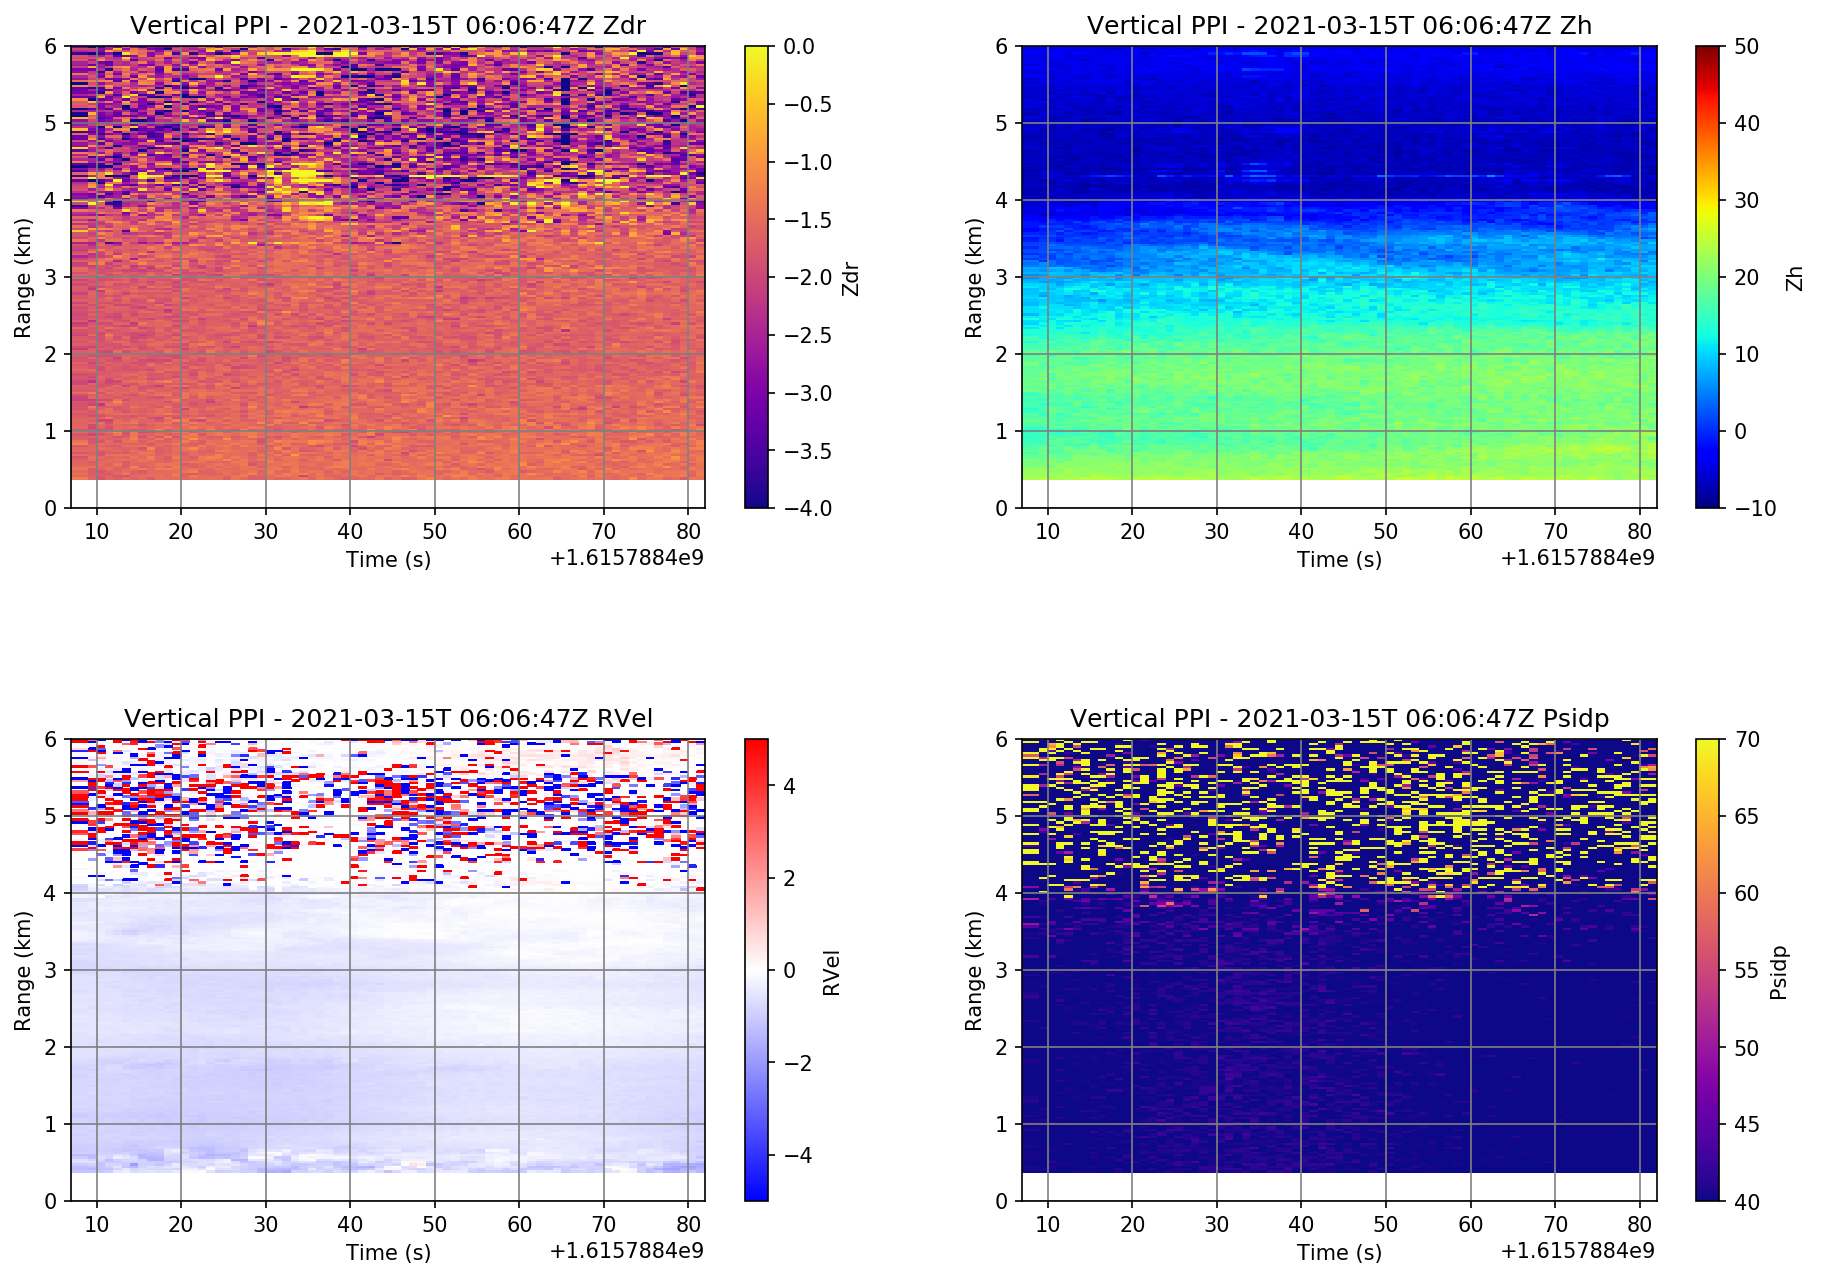 Vertical PPI - 2021-03-15T 06:06:47Z Zdr
6
5
4
3
2
1
0
Range (km)
10 20 30 40 50 60 70 80
Time (s)
+1.6157884e9
0.0
−0.5
−1.0
−1.5
−2.0
−2.5
−3.0
−3.5
−4.0
Zdr
Vertical PPI - 2021-03-15T 06:06:47Z Zh
6
5
4
3
2
1
0
Range (km)
10 20 30 40 50 60 70 80
Time (s)
+1.6157884e9
50
40
30
20
10
0
−10
Zh
Vertical PPI - 2021-03-15T 06:06:47Z RVel
6
5
4
3
2
1
0
Range (km)
10 20 30 40 50 60 70 80
Time (s)
+1.6157884e9
4
2
0
−2
−4
RVel
Vertical PPI - 2021-03-15T 06:06:47Z Psidp
6
5
4
3
2
1
0
Range (km)
10 20 30 40 50 60 70 80
Time (s)
+1.6157884e9
70
65
60
55
50
45
40
Psidp